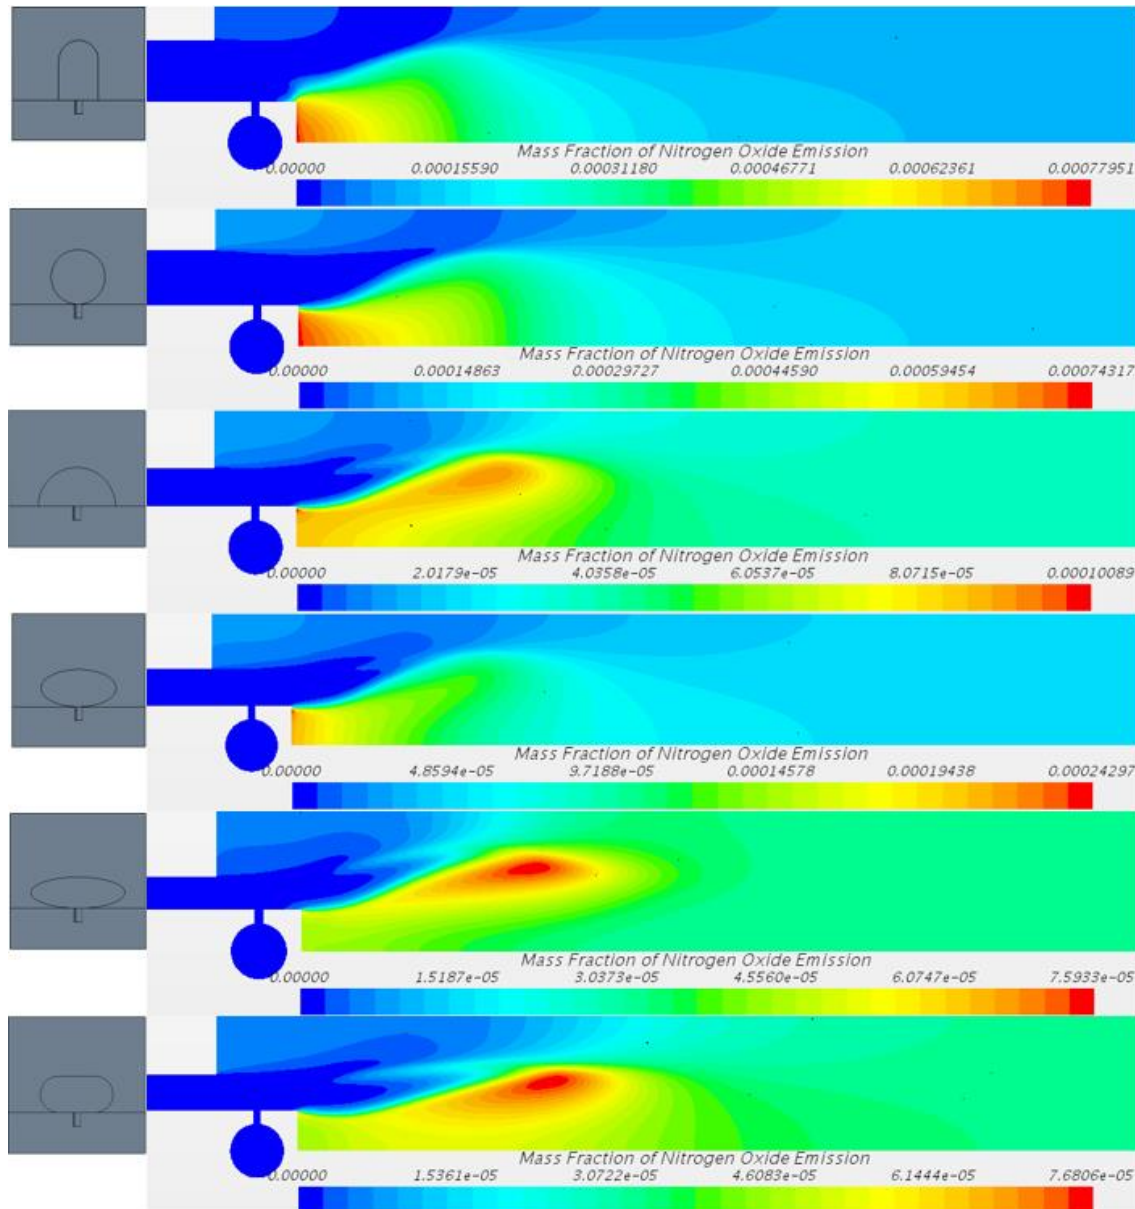 Mass Fraction of Nitrogen Oxide Emission
0.00000 0.00015590 0.00031180 0.00046771 0.00062361 0.00077951
Mass Fraction of Nitrogen Oxide Emission
0.00000 0.00014863 0.00029727 0.00044590 0.00059454 0.00074317
Mass Fraction of Nitrogen Oxide Emission
0.00000 2.0179e-05 4.0358e-05 6.0537e-05 8.0715e-05 0.00010089
Mass Fraction of Nitrogen Oxide Emission
0.00000 4.8594e-05 9.7188e-05 0.00014578 0.00019438 0.00024297
Mass Fraction of Nitrogen Oxide Emission
0.00000 1.5187e-05 3.0373e-05 4.5560e-05 6.0747e-05 7.5933e-05
Mass Fraction of Nitrogen Oxide Emission
0.00000 1.5361e-05 3.0722e-05 4.6083e-05 6.1444e-05 7.6806e-05